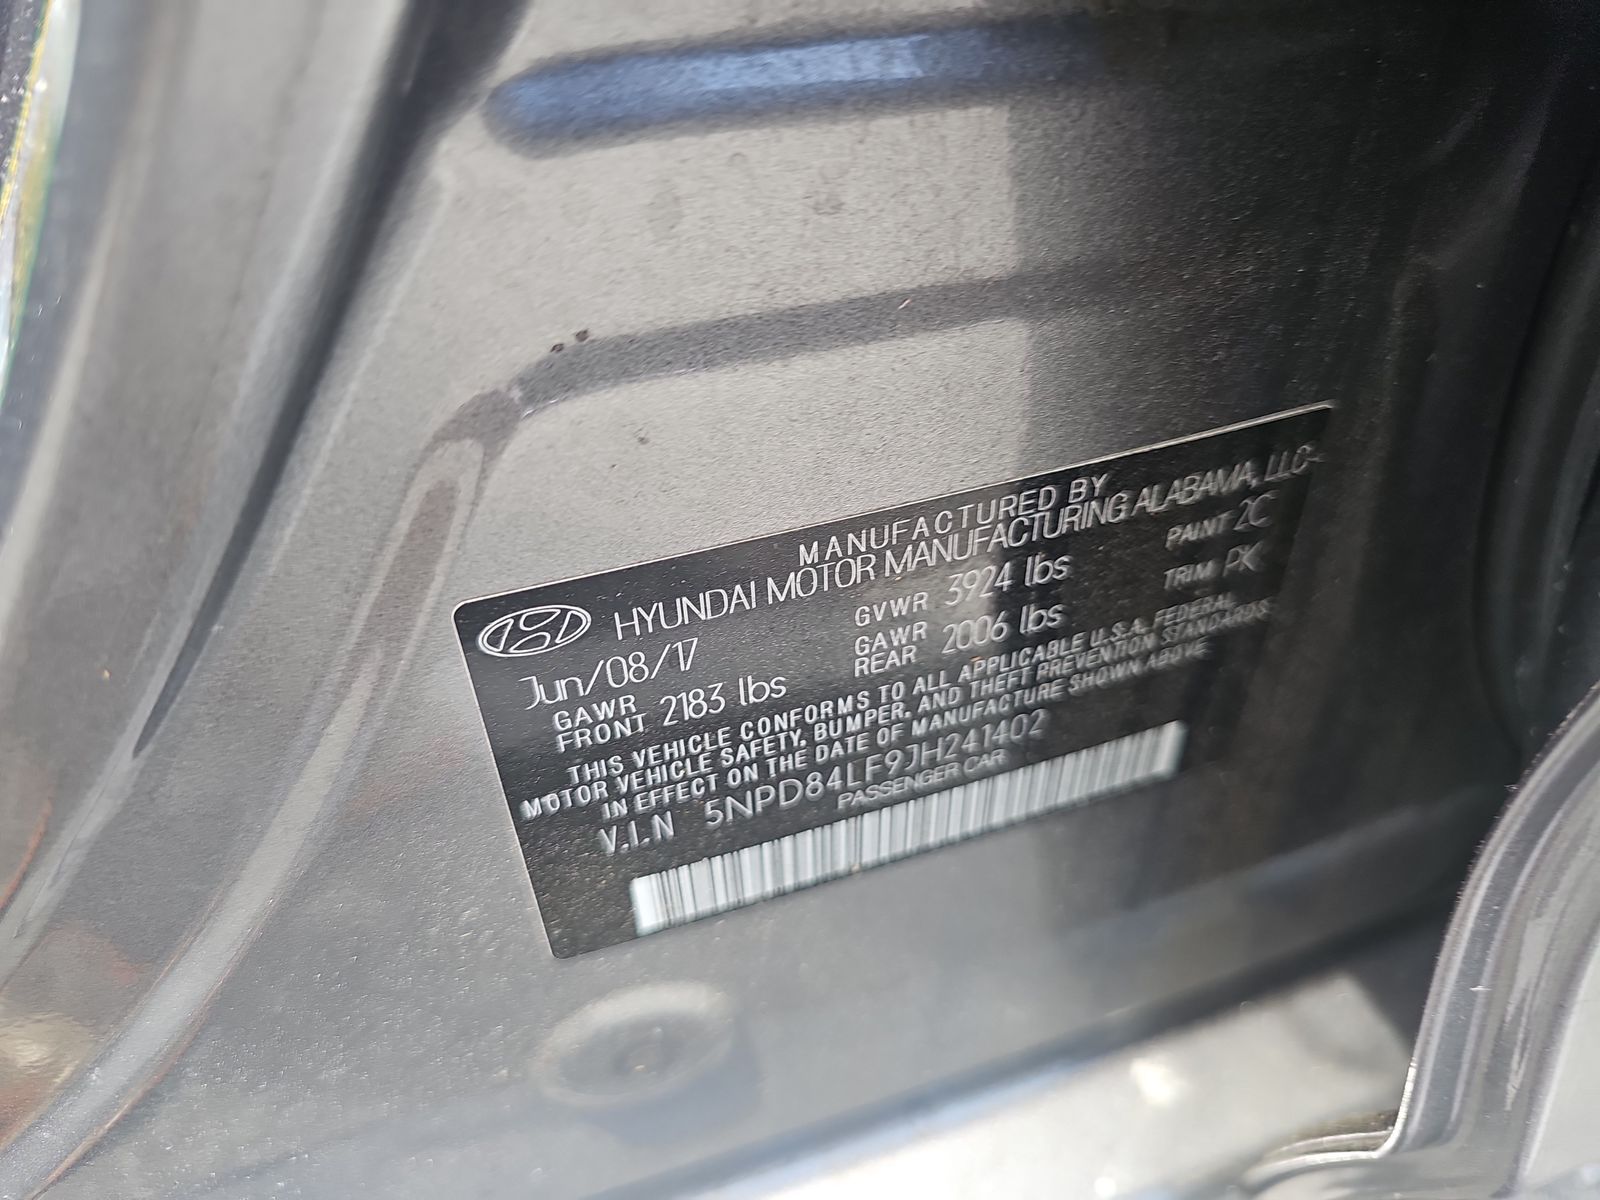 MANUFACTURED BY
HYUNDAI MOTOR MANUFACTURING ALABAMA, LLC
Jun/08/17 GVWR 3924 lbs PAINT 2C
GAWR FRONT 2183 lbs GAWR REAR 2006 lbs TRIM PK
THIS VEHICLE CONFORMS TO ALL APPLICABLE U.S.A. FEDERAL
MOTOR VEHICLE SAFETY, BUMPER, AND THEFT PREVENTION STANDARDS
IN EFFECT ON THE DATE OF MANUFACTURE SHOWN ABOVE
V.I.N 5NPD84LF9JH241402
PASSENGER CAR